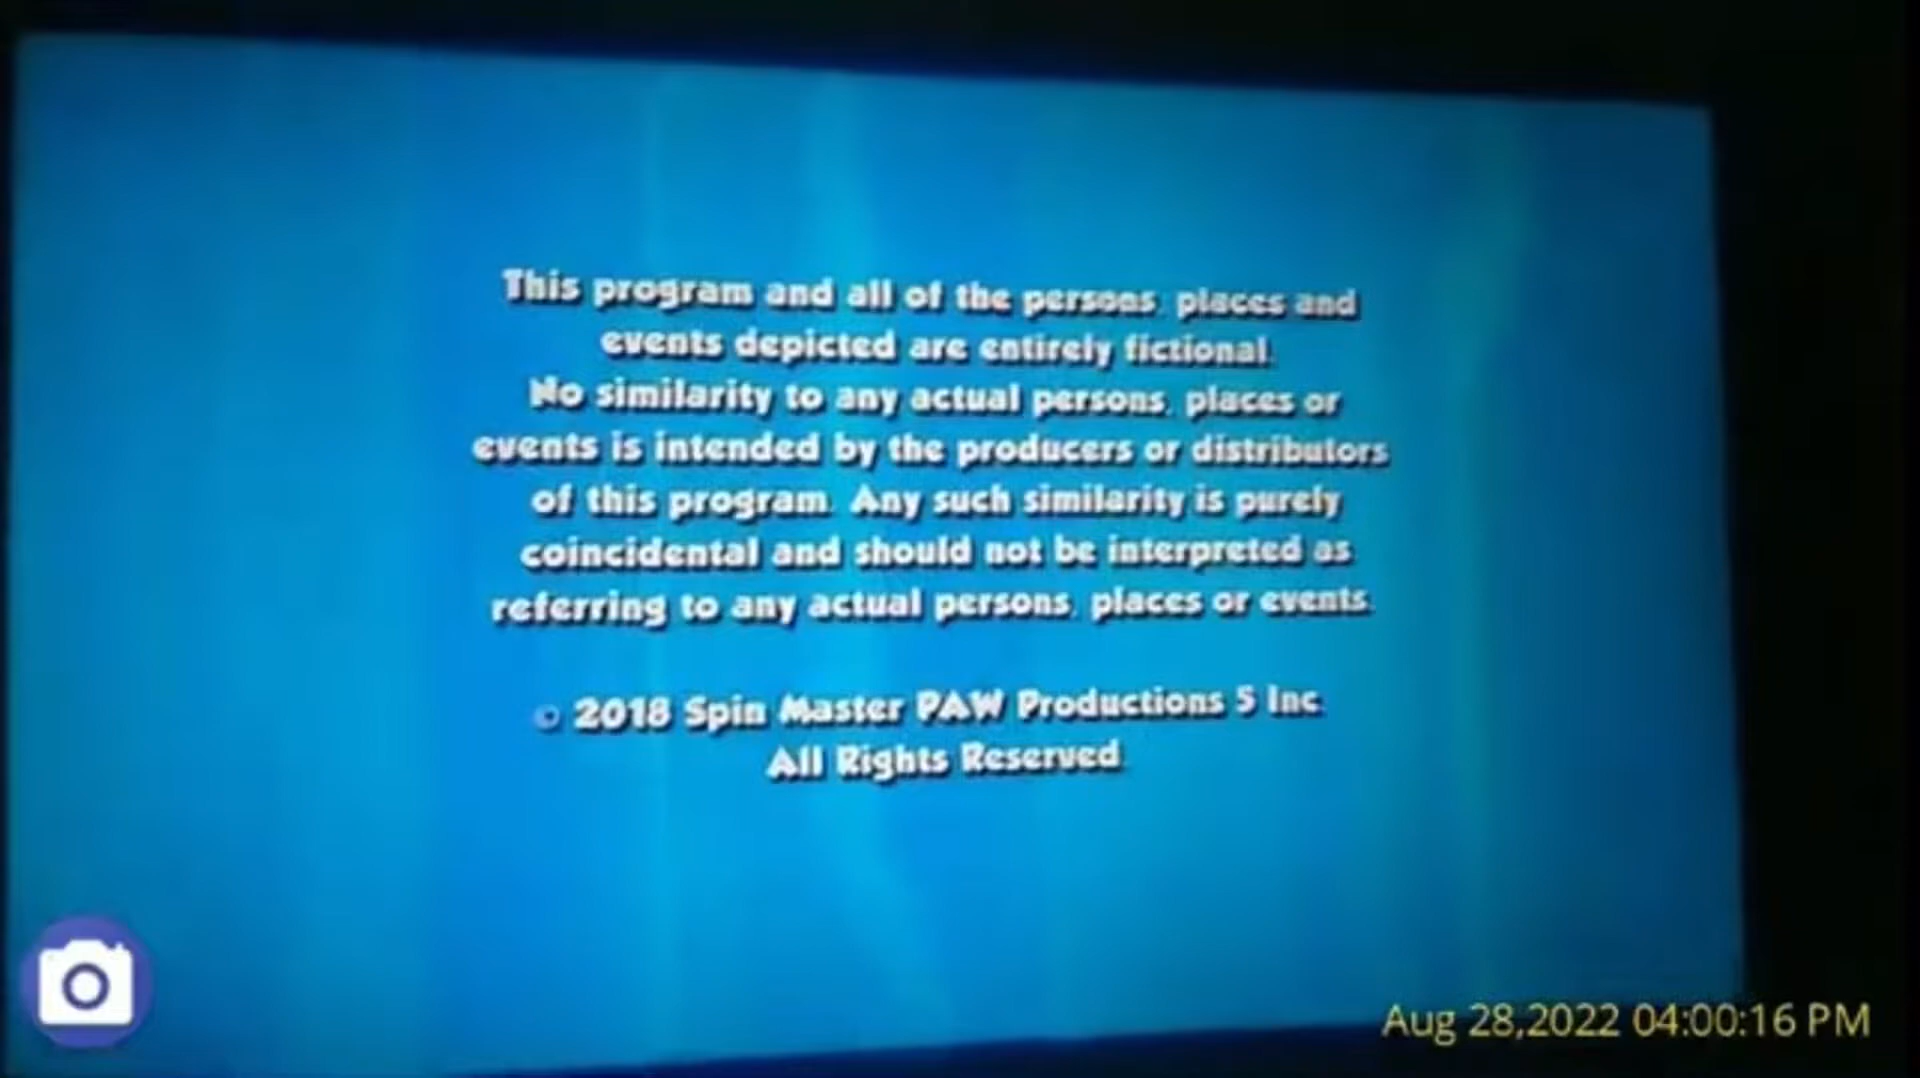 This program and all of the persons, places and
events depicted are entirely fictional.
No similarity to any actual persons, places or
events is intended by the producers or distributors
of this program. Any such similarity is purely
coincidental and should not be interpreted as
referring to any actual persons, places or events.
© 2018 Spin Master PAW Productions 5 Inc.
All Rights Reserved.
Aug 28,2022 04:00:16 PM